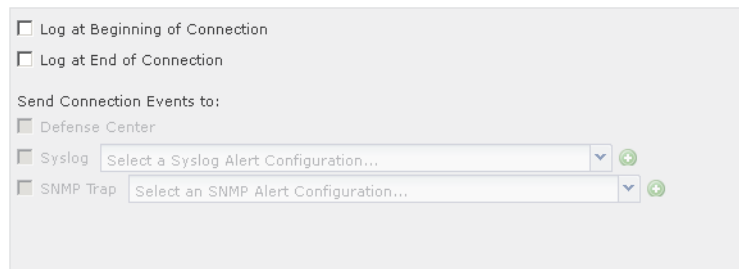 Log at Beginning of Connection
Log at End of Connection
Send Connection Events to:
Defense Center
Syslog Select a Syslog Alert Configuration...
SNMP Trap Select an SNMP Alert Configuration...